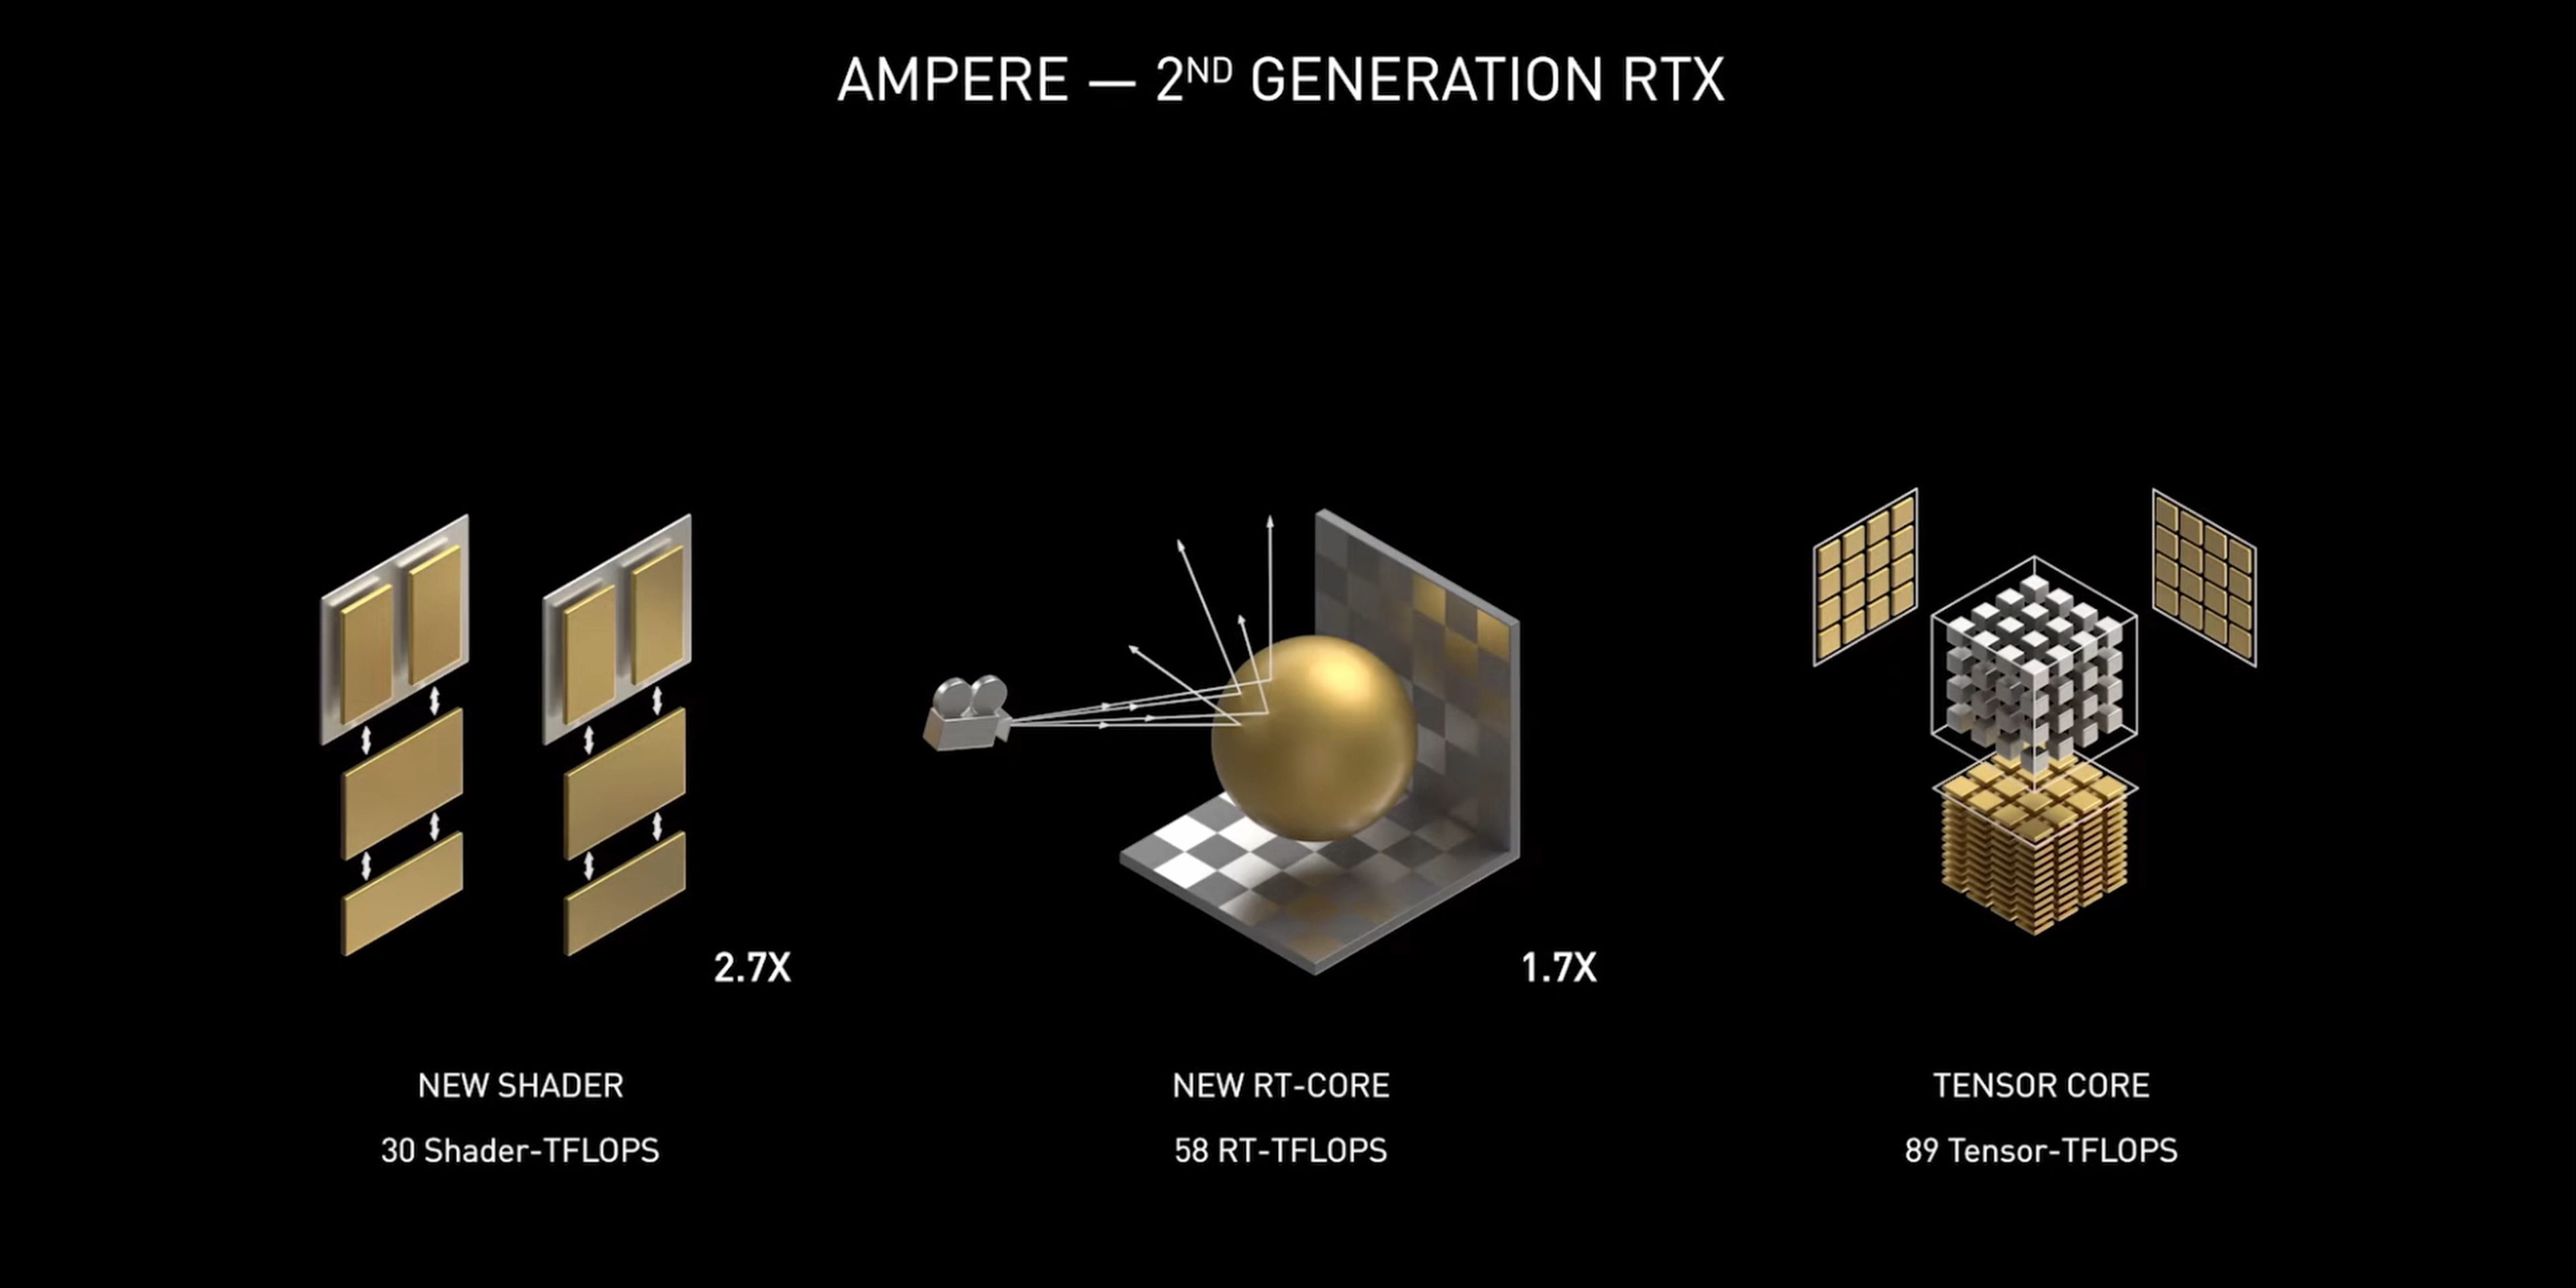 AMPERE — 2ND GENERATION RTX
2.7X
1.7X
NEW SHADER
30 Shader-TFLOPS
NEW RT-CORE
58 RT-TFLOPS
TENSOR CORE
89 Tensor-TFLOPS